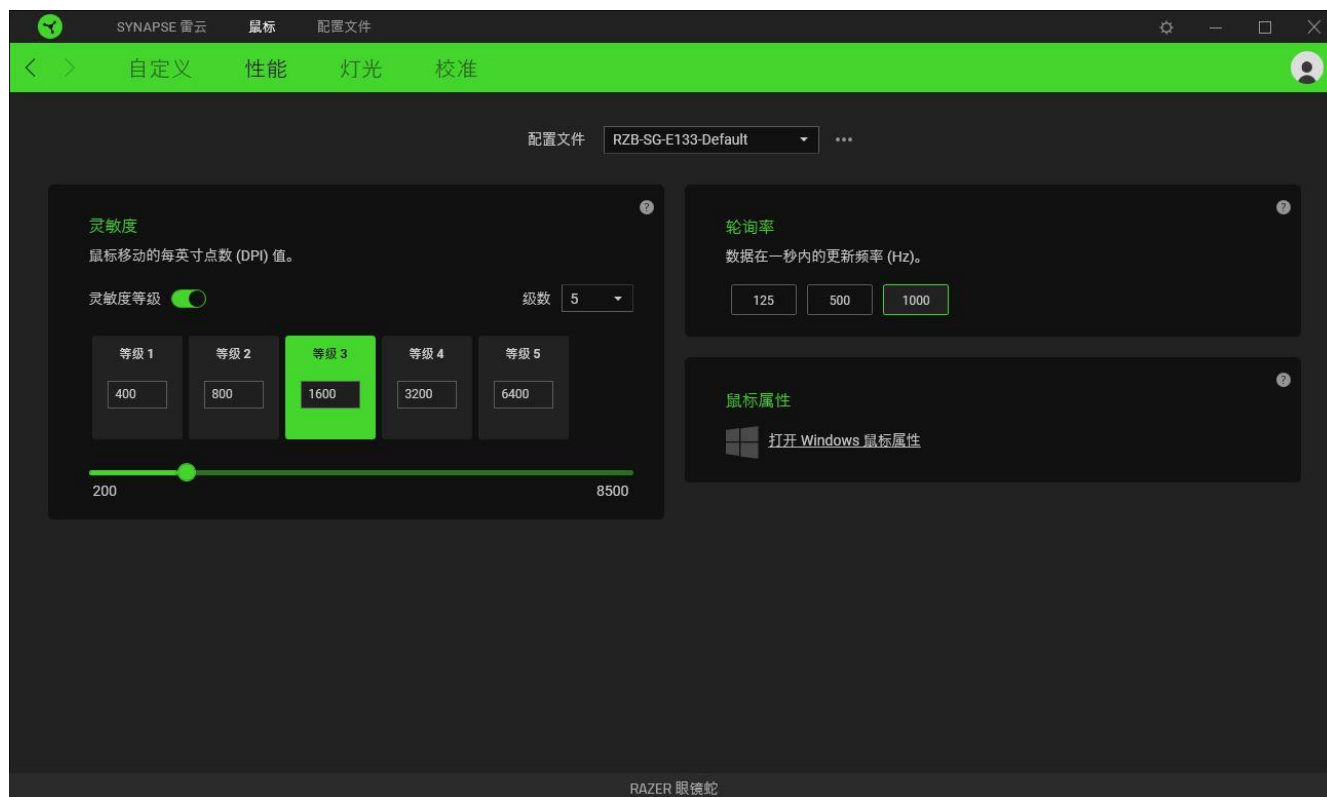 SYNAPSE 雷云 鼠标 配置文件
自定义 性能 灯光 校准
配置文件 RZB-SG-E133-Default
灵敏度
鼠标移动的每英寸点数 (DPI) 值。
灵敏度等级 级数 5
等级 1 等级 2 等级 3 等级 4 等级 5
400 800 1600 3200 6400
200 8500
轮询率
数据在一秒内的更新频率 (Hz)。
125 500 1000
鼠标属性
打开 Windows 鼠标属性
RAZER 眼镜蛇